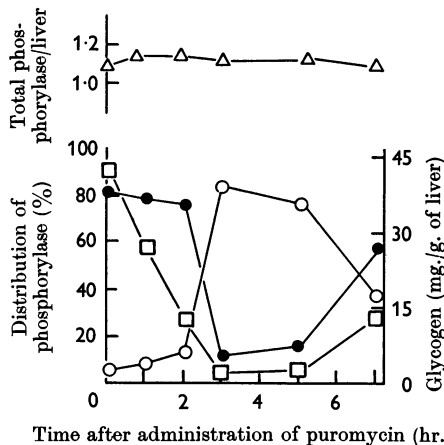 Total phos-
phorylase/liver
1·2
1·0
Distribution of
phosphorylase (%)
100
80
60
40
20
0
45
30
15
0
Glycogen (mg./g. of liver)
0 2 4 6
Time after administration of puromycin (hr.